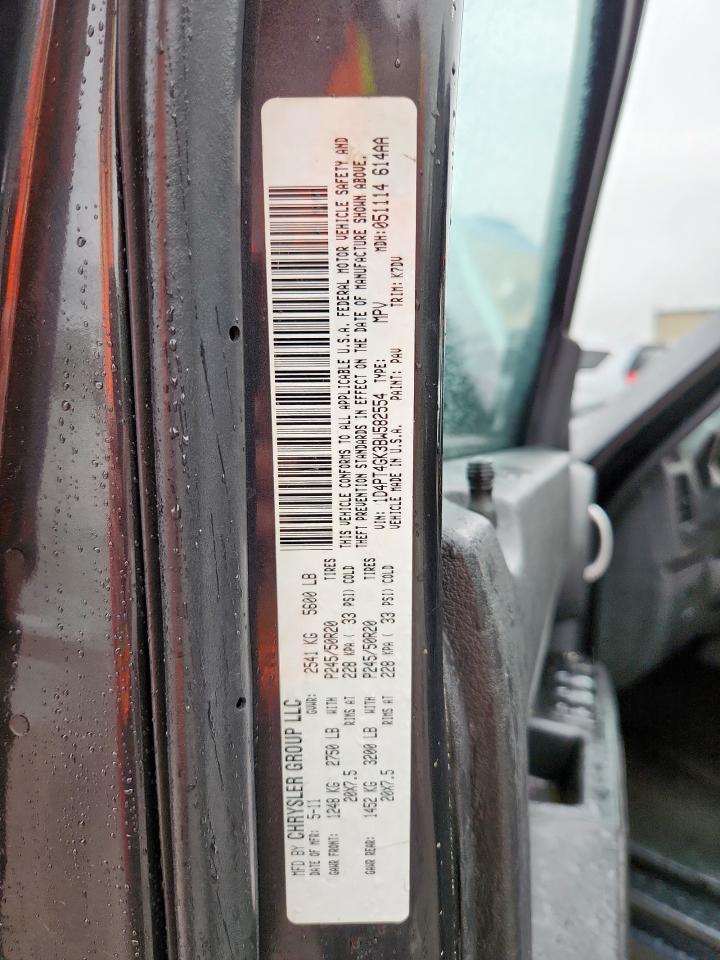 MFD BY CHRYSLER GROUP LLC
DATE OF MFR: 5-11 GVWR: 2541 KG 5600 LB
GAWR FRONT: 1248 KG 2750 LB WITH P245/50R20 TIRES
20X7.5 RIMS AT 228 KPA ( 33 PSI) COLD
GAWR REAR: 1452 KG 3200 LB WITH P245/50R20 TIRES
20X7.5 RIMS AT 228 KPA ( 33 PSI) COLD
THIS VEHICLE CONFORMS TO ALL APPLICABLE U.S.A. FEDERAL MOTOR VEHICLE SAFETY AND
THEFT PREVENTION STANDARDS IN EFFECT ON THE DATE OF MANUFACTURE SHOWN ABOVE.
VIN: 1D4PT4GK3BW582554 TYPE: MPV MDH:051114 614AA
VEHICLE MADE IN U.S.A. PAINT: PAV TRIM: K7DV